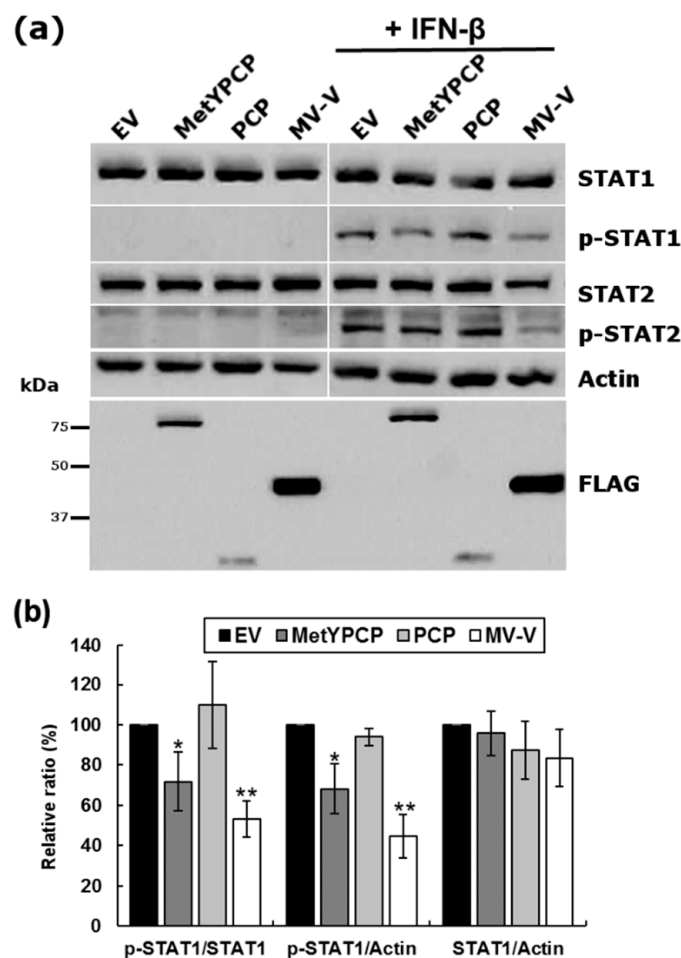 (a)
+ IFN-β
EV MetYPCP PCP MV-V EV MetYPCP PCP MV-V
STAT1
p-STAT1
STAT2
p-STAT2
Actin
kDa
75
50
37
FLAG
(b)
EV MetYPCP PCP MV-V
140
120
100
80
60
40
20
0
Relative ratio (%)
* ** * **
p-STAT1/STAT1 p-STAT1/Actin STAT1/Actin